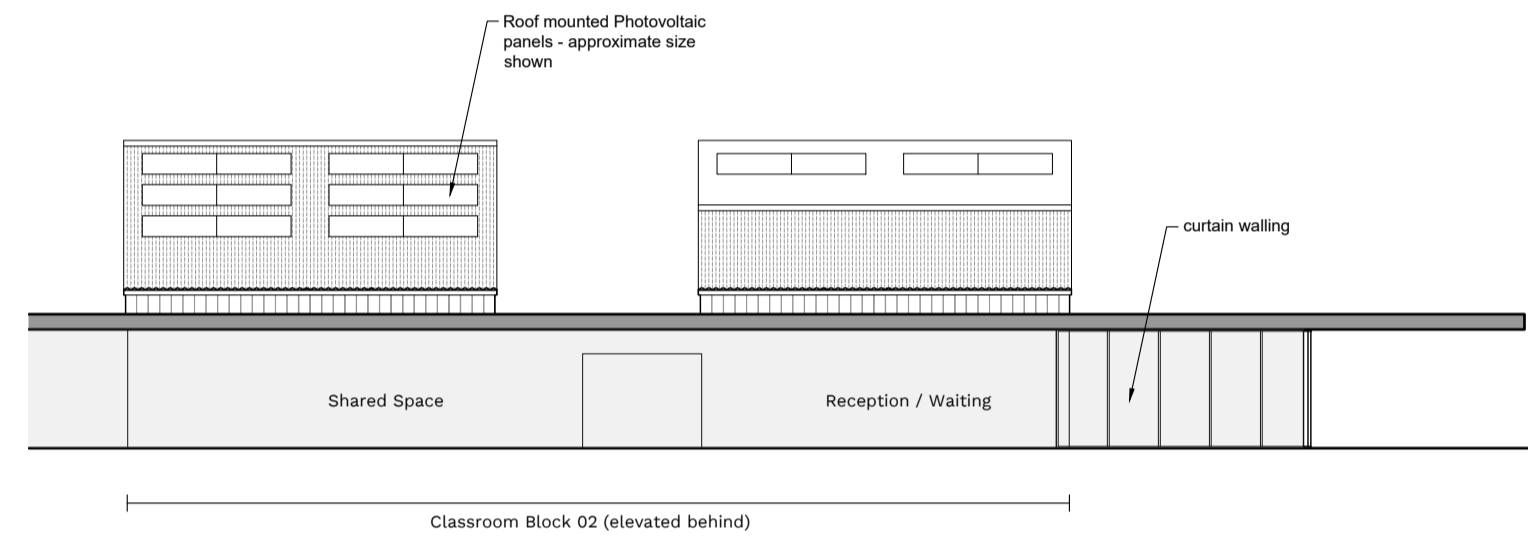 Roof mounted Photovoltaic
panels - approximate size
shown
curtain walling
Shared Space
Reception / Waiting
Classroom Block 02 (elevated behind)